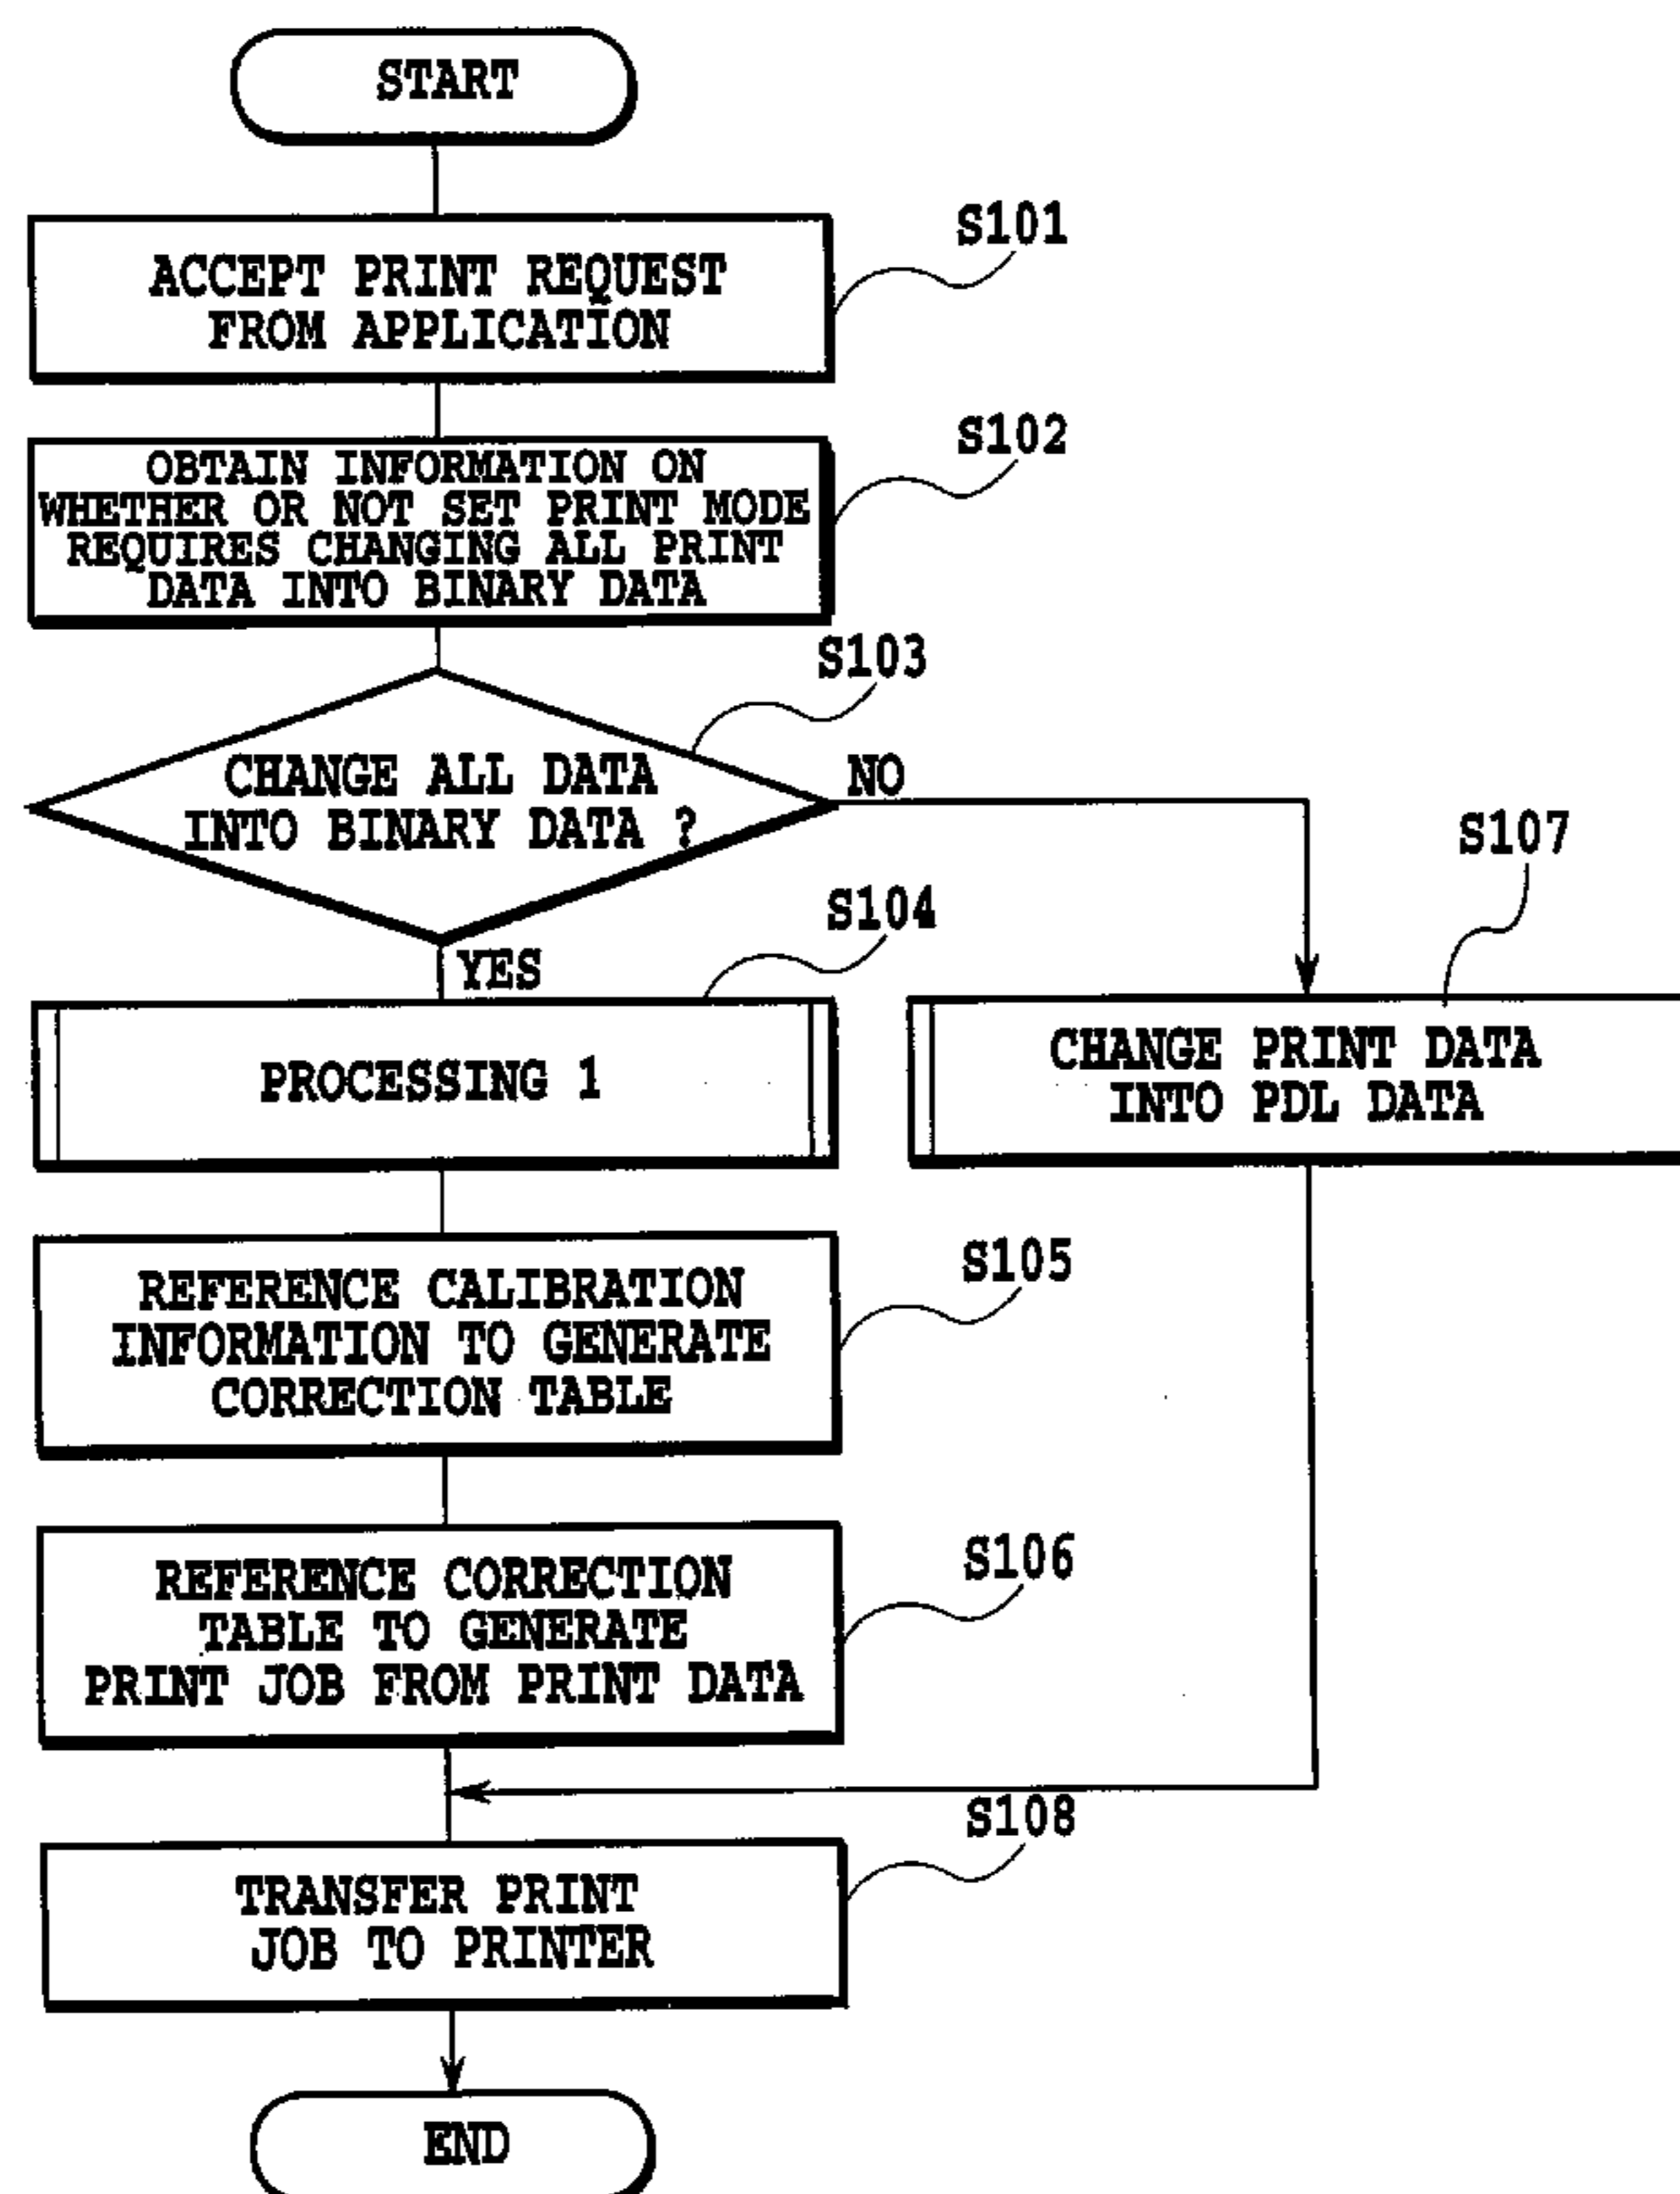 START
S101
ACCEPT PRINT REQUEST
FROM APPLICATION
S102
OBTAIN INFORMATION ON
WHETHER OR NOT SET PRINT MODE
REQUIRES CHANGING ALL PRINT
DATA INTO BINARY DATA
S103
CHANGE ALL DATA
INTO BINARY DATA ?
NO
YES
S104
PROCESSING 1
S107
CHANGE PRINT DATA
INTO PDL DATA
S105
REFERENCE CALIBRATION
INFORMATION TO GENERATE
CORRECTION TABLE
S106
REFERENCE CORRECTION
TABLE TO GENERATE
PRINT JOB FROM PRINT DATA
S108
TRANSFER PRINT
JOB TO PRINTER
END